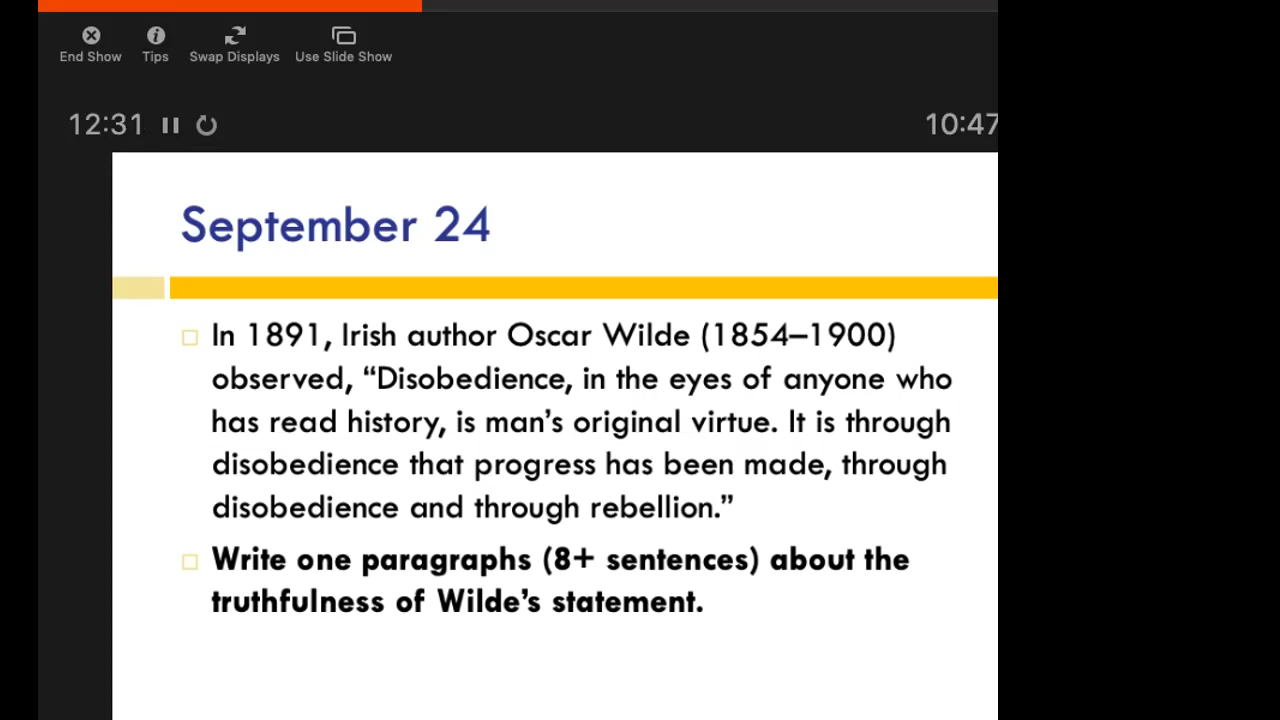 End Show Tips Swap Displays Use Slide Show
12:31 10:47
September 24
In 1891, Irish author Oscar Wilde (1854–1900)
observed, “Disobedience, in the eyes of anyone who
has read history, is man’s original virtue. It is through
disobedience that progress has been made, through
disobedience and through rebellion.”
Write one paragraphs (8+ sentences) about the
truthfulness of Wilde’s statement.